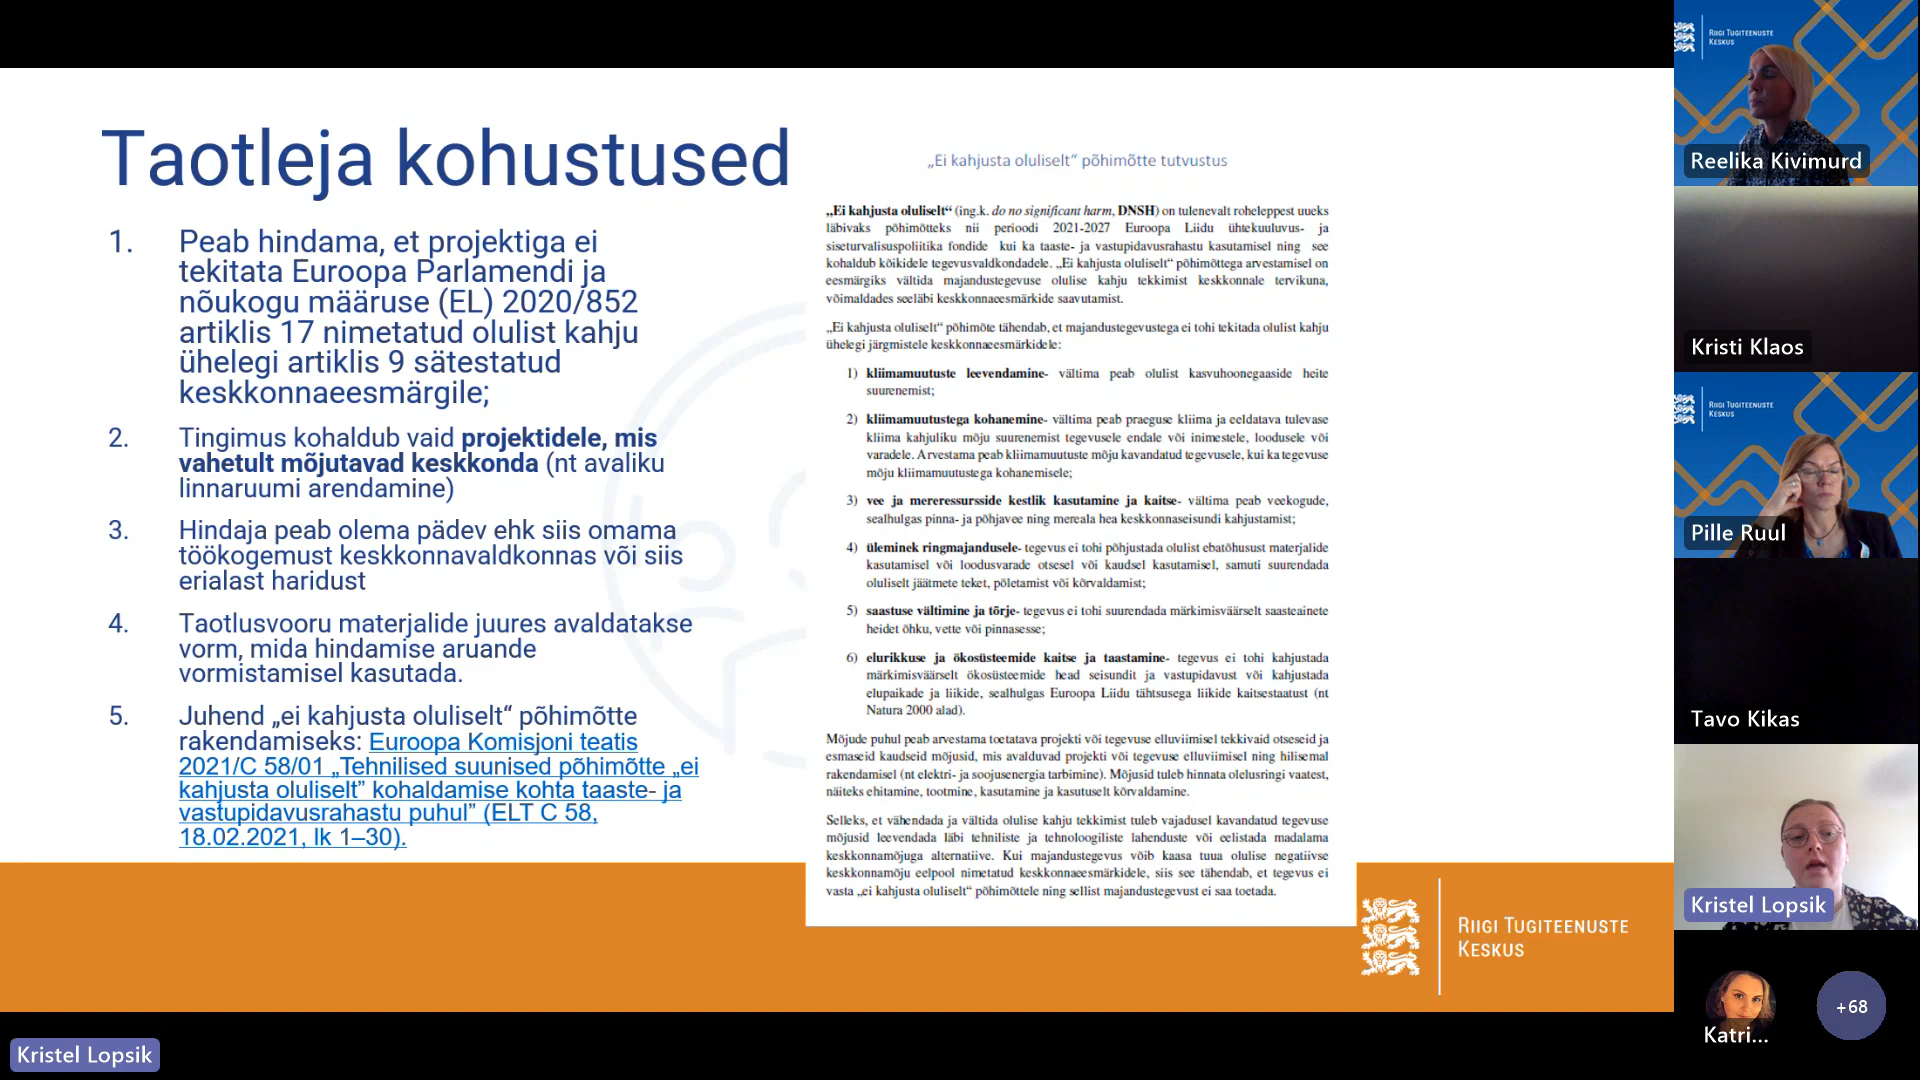 Taotleja kohustused
1. Peab hindama, et projektiga ei
tekitata Euroopa Parlamendi ja
nõukogu määruse (EL) 2020/852
artiklis 17 nimetatud olulist kahju
ühelegi artiklis 9 sätestatud
keskkonnaeesmärgile;
2. Tingimus kohaldub vaid projektidele, mis
vahetult mõjutavad keskkonda (nt avaliku
linnaruumi arendamine)
3. Hindaja peab olema pädev ehk siis omama
töökogemust keskkonnavaldkonnas või siis
erialast haridust
4. Taotlusvooru materjalide juures avaldatakse
vorm, mida hindamise aruande
vormistamisel kasutada.
5. Juhend „ei kahjusta oluliselt“ põhimõtte
rakendamiseks: Euroopa Komisjoni teatis
2021/C 58/01 „Tehnilised suunised põhimõtte „ei
kahjusta oluliselt” kohaldamise kohta taaste- ja
vastupidavusrahastu puhul” (ELT C 58,
18.02.2021, lk 1–30).
„Ei kahjusta oluliselt“ põhimõtte tutvustus
„Ei kahjusta oluliselt“ (ing.k. do no significant harm, DNSH) on tulenevalt roheleppest uueks
läbivaks põhimõtteks nii perioodi 2021-2027 Euroopa Liidu ühtekuuluvus- ja
siseturvalisuspoliitika fondide kui ka taaste- ja vastupidavusrahastu kasutamisel ning see
kohaldub kõikidele tegevusvaldkondadele. „Ei kahjusta oluliselt“ põhimõttega arvestamisel on
eesmärgiks vältida majandustegevuse olulise kahju tekkimist keskkonnale tervikuna,
võimaldades seeläbi keskkonnaeesmärkide saavutamist.
„Ei kahjusta oluliselt“ põhimõte tähendab, et majandustegevustega ei tohi tekitada olulist kahju
ühelegi järgmistele keskkonnaeesmärkidele:
1) kliimamuutuste leevendamine- vältima peab olulist kasvuhoonegaaside heite
suurenemist;
2) kliimamuutustega kohanemine- vältima peab praeguse kliima ja eeldatava tulevase
kliima kahjuliku mõju suurenemist tegevusele endale või inimestele, loodusele või
varadele. Arvestama peab kliimamuutuste mõju kavandatud tegevusele, kui ka tegevuse
mõju kliimamuutustega kohanemisele;
3) vee ja mereressursside kestlik kasutamine ja kaitse- vältima peab veekogude,
sealhulgas pinna- ja põhjavee ning mereala hea keskkonnaseisundi kahjustamist;
4) üleminek ringmajandusele- tegevus ei tohi põhjustada olulist ebatõhusust materjalide
kasutamisel või loodusvarade otsesel või kaudsel kasutamisel, samuti suurendada
oluliselt jäätmete teket, põletamist või kõrvaldamist;
5) saastuse vältimine ja tõrje- tegevus ei tohi suurendada märkimisväärselt saasteainete
heidet õhku, vette või pinnasesse;
6) elurikkuse ja ökosüsteemide kaitse ja taastamine- tegevus ei tohi kahjustada
märkimisväärselt ökosüsteemide head seisundit ja vastupidavust või kahjustada
elupaikade ja liikide, sealhulgas Euroopa Liidu tähtsusega liikide kaitsestaatust (nt
Natura 2000 alad).
Mõjude puhul peab arvestama toetatava projekti või tegevuse elluviimisel tekkivaid otseseid ja
esmaseid kaudseid mõjusid, mis avalduvad projekti või tegevuse elluviimisel ning hilisemal
rakendamisel (nt elektri- ja soojusenergia tarbimine). Mõjusid tuleb hinnata olelusringi vaatest,
näiteks ehitamine, tootmine, kasutamine ja kasutuselt kõrvaldamine.
Selleks, et vähendada ja vältida olulise kahju tekkimist tuleb vajadusel kavandatud tegevuse
mõjusid leevendada läbi tehniliste ja tehnoloogiliste lahenduste või eelistada madalama
keskkonnamõjuga alternatiive. Kui majandustegevus võib kaasa tuua olulise negatiivse
keskkonnamõju eelpool nimetatud keskkonnaeesmärkidele, siis see tähendab, et tegevus ei
vasta „ei kahjusta oluliselt“ põhimõttele ning sellist majandustegevust ei saa toetada.
RIIGI TUGITEENUSTE
KESKUS
Kristel Lopsik
RIIGI TUGITEENUSTE
KESKUS
Reelika Kivimurd
Kristi Klaos
RIIGI TUGITEENUSTE
KESKUS
Pille Ruul
Tavo Kikas
Kristel Lopsik
Katri...
+68